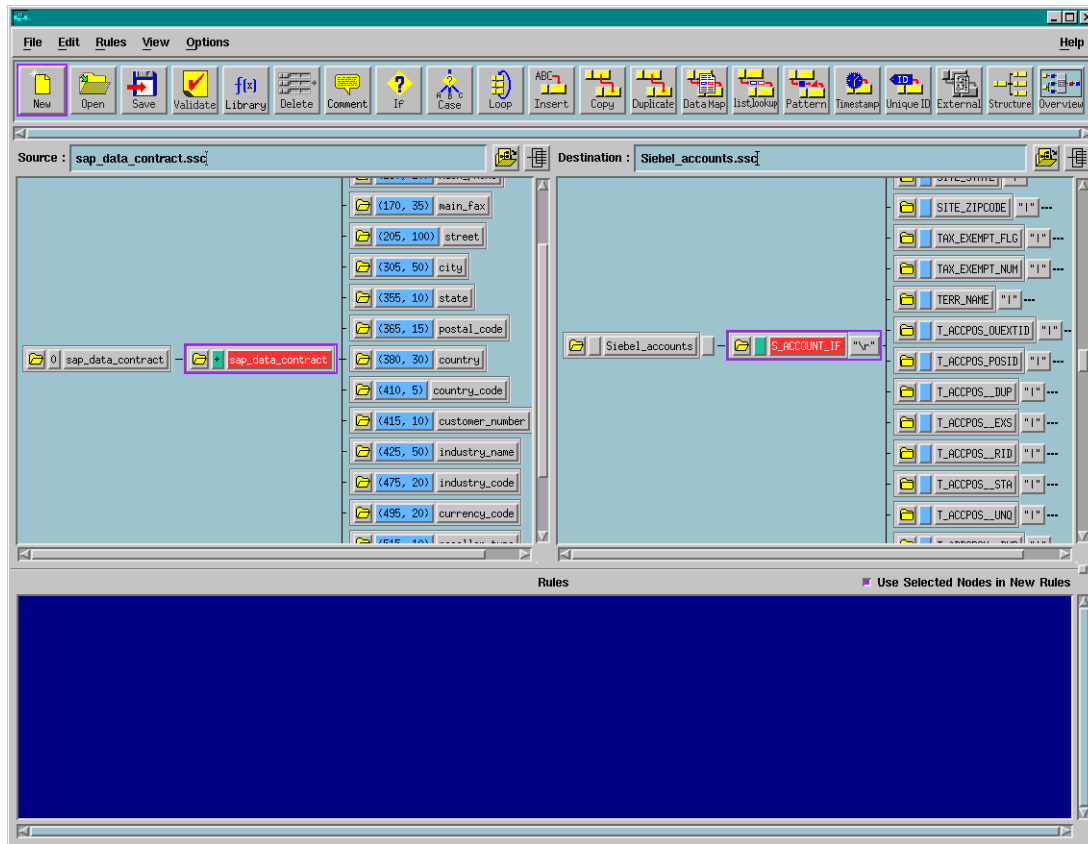 File Edit Rules View Options Help
New Open Save Validate Library Delete Comment If Case Loop Insert Copy Duplicate Data Map listlookup Pattern Timestamp Unique ID External Structure Overview
f(x) ? A B C ABC ID
Source : sap_data_contract.ssc
Destination : Siebel_accounts.ssc
(170, 35) main_fax
(205, 100) street
(305, 50) city
(355, 10) state
(365, 15) postal_code
0 sap_data_contract + sap_data_contract (380, 30) country
(410, 5) country_code
(415, 10) customer_number
(425, 50) industry_name
(475, 20) industry_code
(495, 20) currency_code
SITE_STATE "|"
SITE_ZIPCODE "|"
TAX_EXEMPT_FLG "|"
TAX_EXEMPT_NUM "|"
TERR_NAME "|"
T_ACCPOS_OUEXTID "|"
Siebel_accounts S_ACCOUNT_IF "\r"
T_ACCPOS_POSID "|"
T_ACCPOS__DUP "|"
T_ACCPOS__EXS "|"
T_ACCPOS__RID "|"
T_ACCPOS__STA "|"
T_ACCPOS__UNQ "|"
Rules
Use Selected Nodes in New Rules